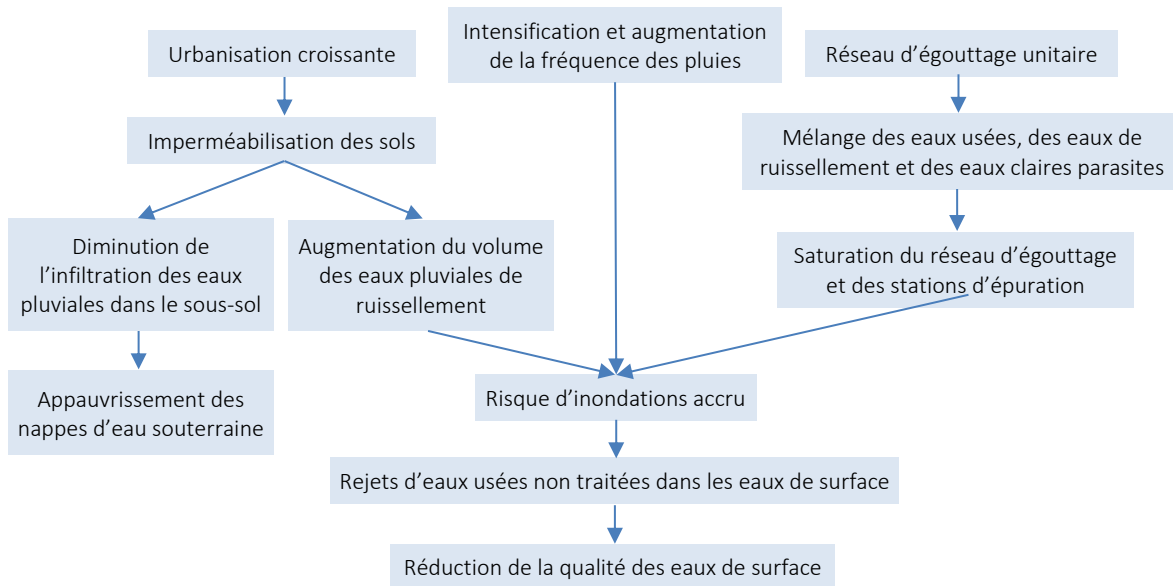 Urbanisation croissante
Intensification et augmentation
de la fréquence des pluies
Réseau d'égouttage unitaire
Imperméabilisation des sols
Mélange des eaux usées, des eaux de
ruissellement et des eaux claires parasites
Diminution de
l'infiltration des eaux
pluviales dans le sous-sol
Augmentation du volume
des eaux pluviales de
ruissellement
Saturation du réseau d'égouttage
et des stations d'épuration
Appauvrissement des
nappes d'eau souterraine
Risque d'inondations accru
Rejets d'eaux usées non traitées dans les eaux de surface
Réduction de la qualité des eaux de surface